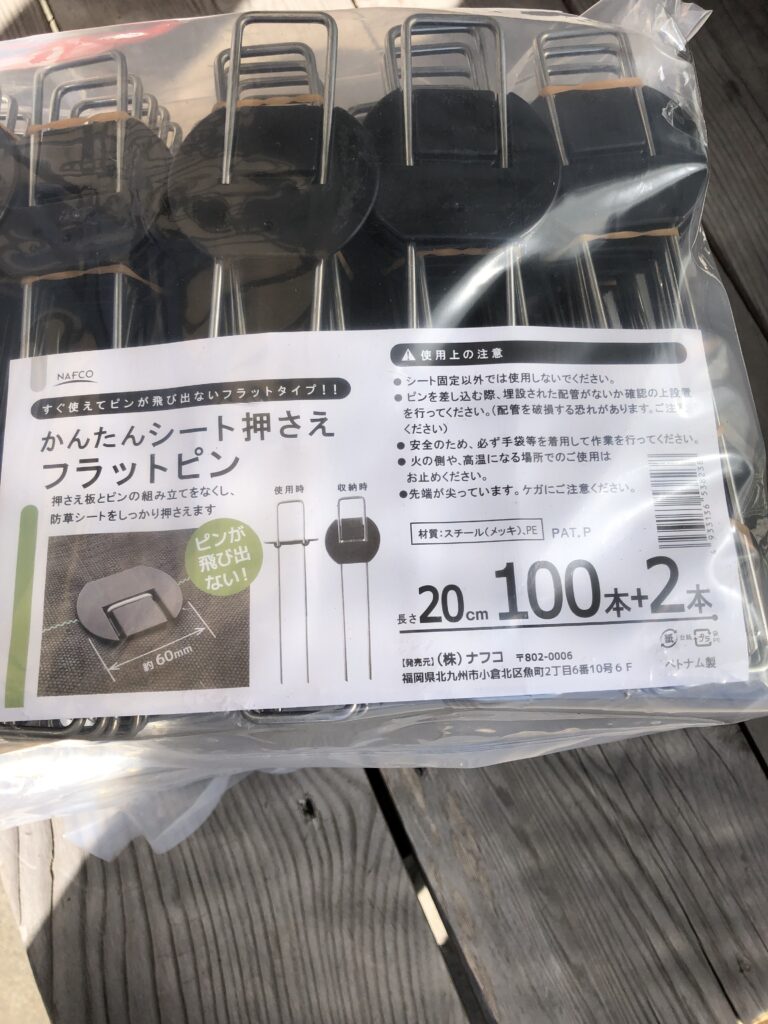 NAFCO
すぐ使えてピンが飛び出ないフラットタイプ!!
かんたんシート押さえ
フラットピン
押さえ板とピンの組み立てをなくし、
防草シートをしっかり押さえます
ピンが
飛び出
ない!
約60mm
使用時
収納時
使用上の注意
●シート固定以外では使用しないでください。
●ピンを差し込む際、埋設された配管がないか確認の上設置
を行ってください。(配管を破損する恐れがあります。ご注意
ください)
●安全のため、必ず手袋等を着用して作業を行ってください。
●火の側や、高温になる場所でのご使用は
お止めください。
●先端が尖っています。ケガにご注意ください。
材質:スチール(メッキ)、PE
PAT.P
長さ20cm 100本+2本
【発売元】(株)ナフコ 〒802-0006
福岡県北九州市小倉北区魚町2丁目6番10号6F
紙 台紙 プラ
ベトナム製